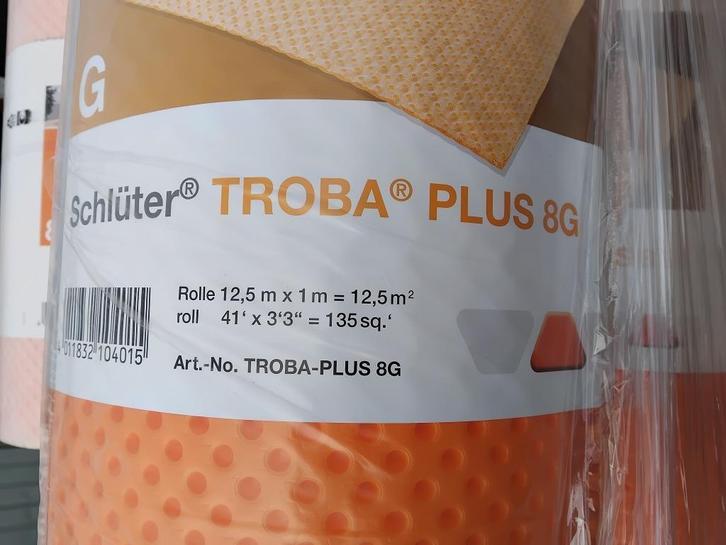 G
Schlüter® TROBA® PLUS 8G
Rolle 12,5 m x 1 m = 12,5 m²
roll 41‘ x 3‘3“ = 135 sq.‘
4 011832 104015
Art.-No. TROBA-PLUS 8G